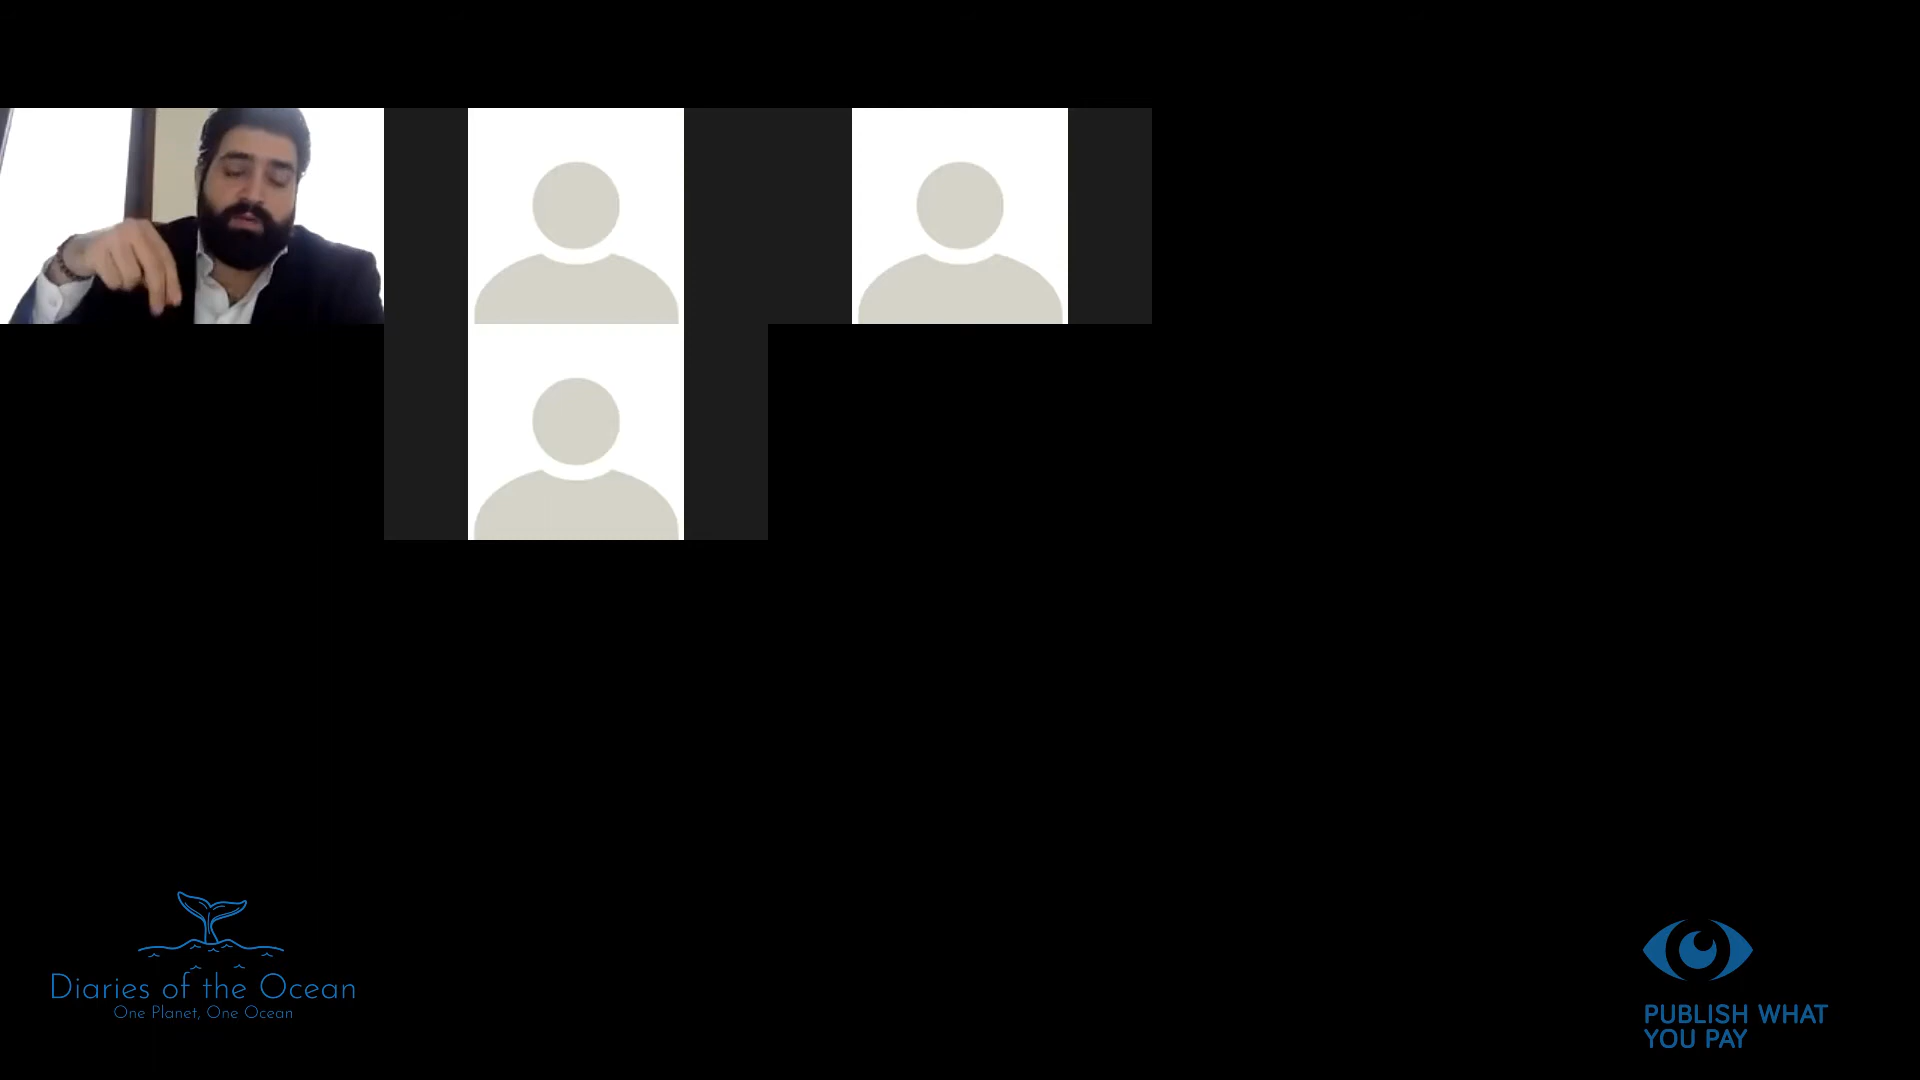 Diaries of the Ocean
One Planet, One Ocean
PUBLISH WHAT
YOU PAY